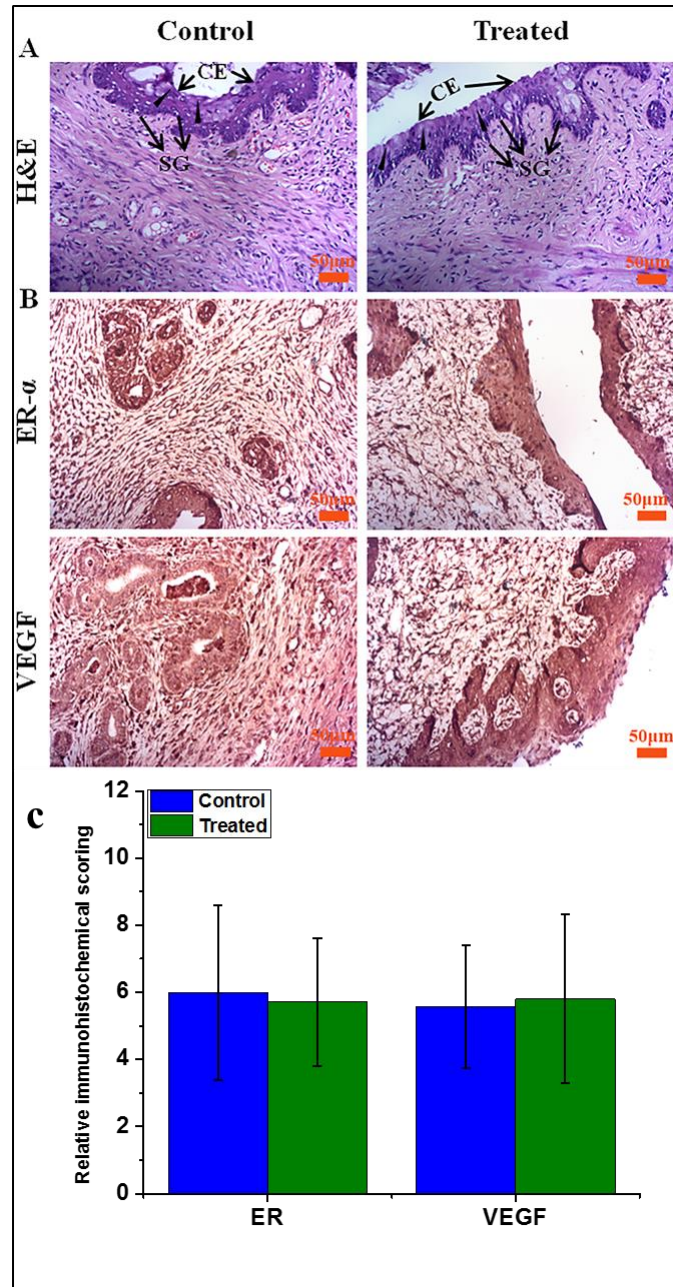 Control Treated
A
H&E
CE
SG
50µm
CE
SG
50µm
B
ER-α
50µm
50µm
VEGF
50µm
50µm
c
Control
Treated
Relative immunohistochemical scoring
12
10
8
6
4
2
0
ER VEGF